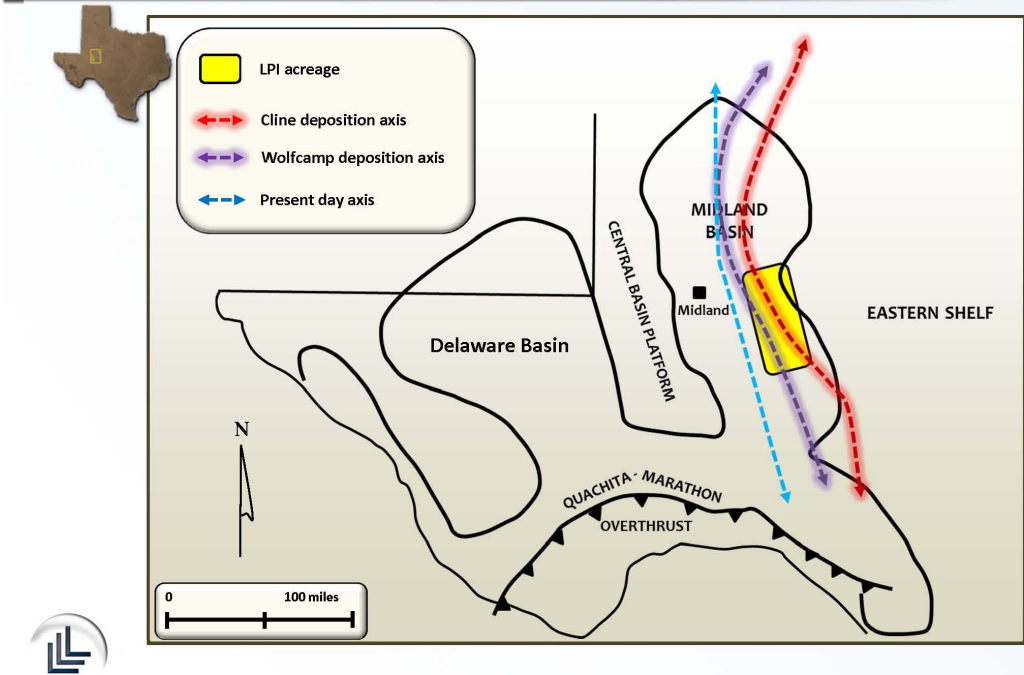 LPI acreage
Cline deposition axis
Wolfcamp deposition axis
Present day axis
MIDLAND
BASIN
CENTRAL BASIN PLATFORM
Midland
EASTERN SHELF
Delaware Basin
N
QUACHITA - MARATHON
OVERTHRUST
0 100 miles